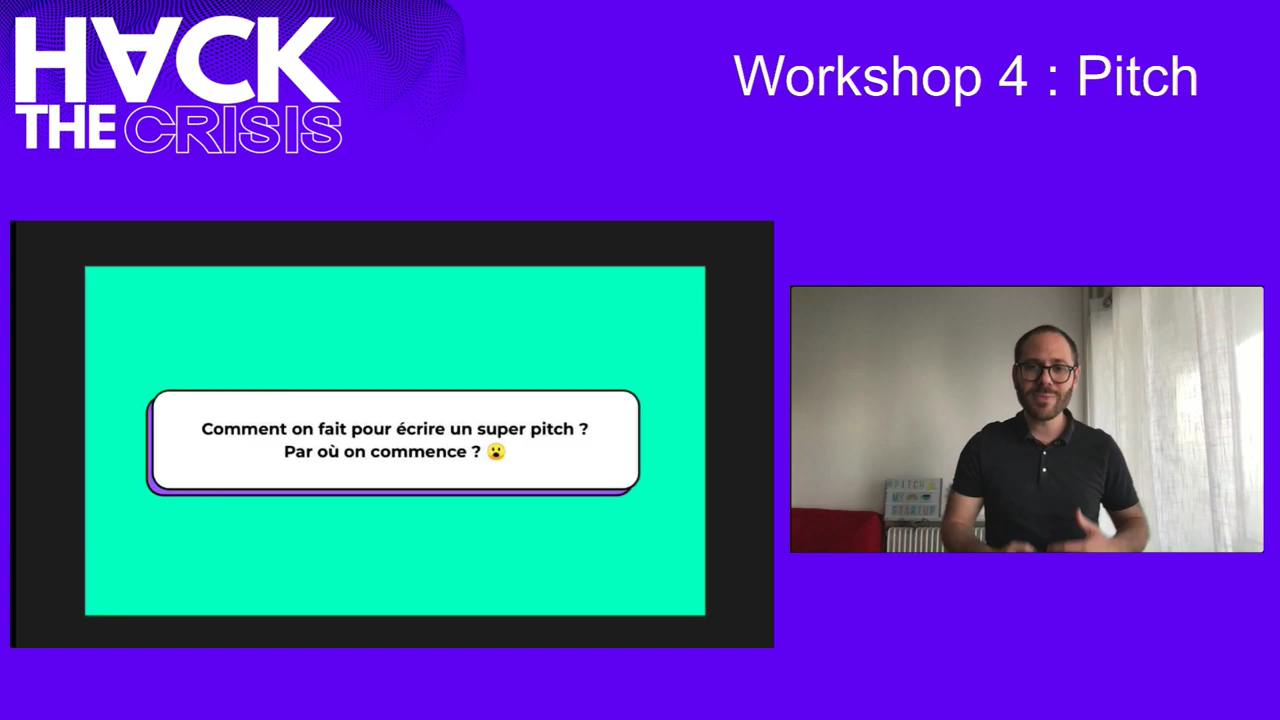 HACK
THE CRISIS
Workshop 4 : Pitch
Comment on fait pour écrire un super pitch ?
Par où on commence ? 😮
#PITCH
MY
STARTUP